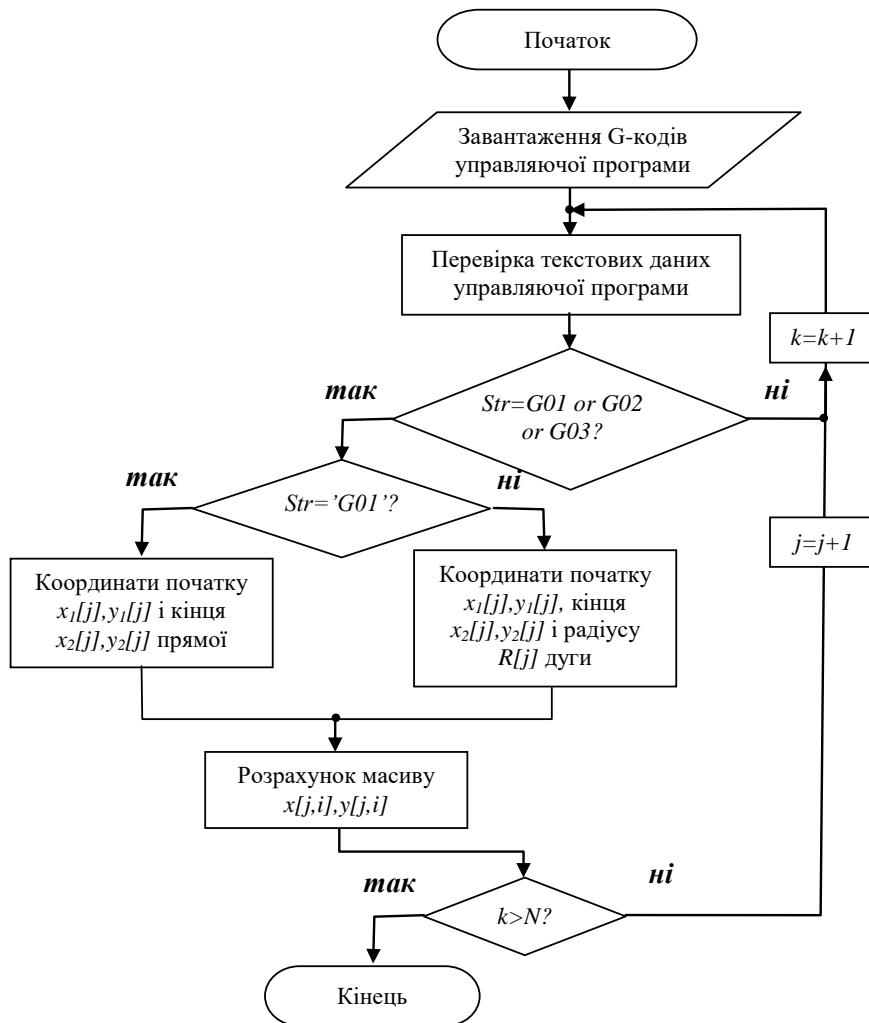 Початок
Завантаження G-кодів
управляючої програми
Перевірка текстових даних
управляючої програми
k=k+1
так
ні
Str=G01 or G02
or G03?
так
ні
Str=’G01’?
j=j+1
Координати початку
x1[j],y1[j] і кінця
x2[j],y2[j] прямої
Координати початку
x1[j],y1[j], кінця
x2[j],y2[j] і радіусу
R[j] дуги
Розрахунок масиву
x[j,i],y[j,i]
так
ні
k>N?
Кінець